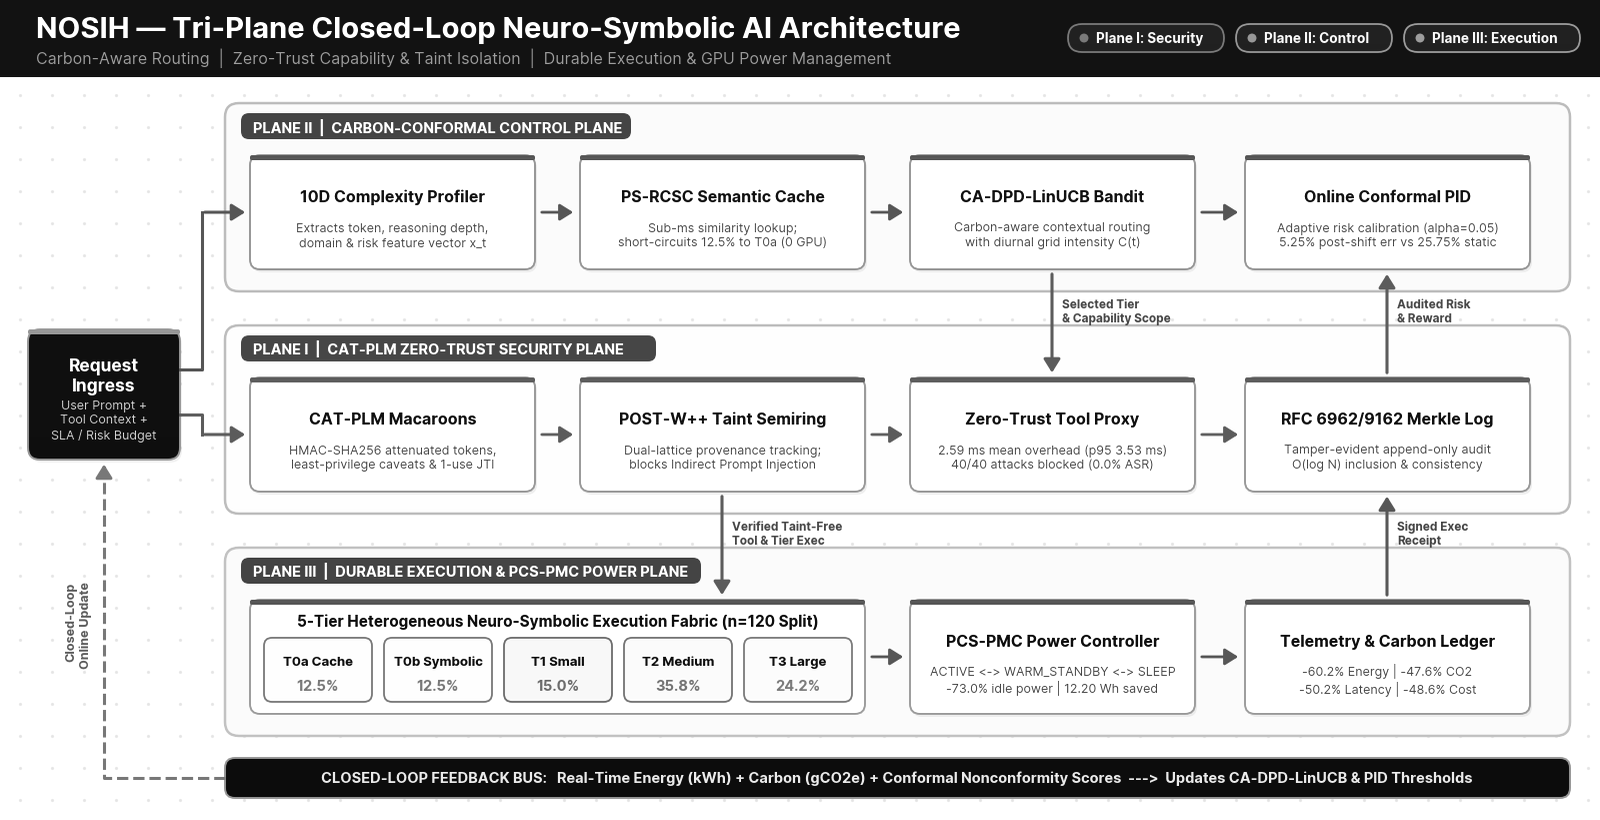 NOSIH — Tri-Plane Closed-Loop Neuro-Symbolic AI Architecture
Carbon-Aware Routing | Zero-Trust Capability & Taint Isolation | Durable Execution & GPU Power Management
Plane I: Security
Plane II: Control
Plane III: Execution
PLANE II | CARBON-CONFORMAL CONTROL PLANE
10D Complexity Profiler
Extracts token, reasoning depth,
domain & risk feature vector x_t
PS-RCSC Semantic Cache
Sub-ms similarity lookup;
short-circuits 12.5% to T0a (0 GPU)
CA-DPD-LinUCB Bandit
Carbon-aware contextual routing
with diurnal grid intensity C(t)
Online Conformal PID
Adaptive risk calibration (alpha=0.05)
5.25% post-shift err vs 25.75% static
Selected Tier
& Capability Scope
Audited Risk
& Reward
Request
Ingress
User Prompt +
Tool Context +
SLA / Risk Budget
PLANE I | CAT-PLM ZERO-TRUST SECURITY PLANE
CAT-PLM Macaroons
HMAC-SHA256 attenuated tokens,
least-privilege caveats & 1-use JTI
POST-W++ Taint Semiring
Dual-lattice provenance tracking;
blocks Indirect Prompt Injection
Zero-Trust Tool Proxy
2.59 ms mean overhead (p95 3.53 ms)
40/40 attacks blocked (0.0% ASR)
RFC 6962/9162 Merkle Log
Tamper-evident append-only audit
O(log N) inclusion & consistency
Verified Taint-Free
Tool & Tier Exec
Signed Exec
Receipt
PLANE III | DURABLE EXECUTION & PCS-PMC POWER PLANE
5-Tier Heterogeneous Neuro-Symbolic Execution Fabric (n=120 Split)
T0a Cache
12.5%
T0b Symbolic
12.5%
T1 Small
15.0%
T2 Medium
35.8%
T3 Large
24.2%
PCS-PMC Power Controller
ACTIVE <-> WARM_STANDBY <-> SLEEP
-73.0% idle power | 12.20 Wh saved
Telemetry & Carbon Ledger
-60.2% Energy | -47.6% CO2
-50.2% Latency | -48.6% Cost
Closed-Loop
Online Update
CLOSED-LOOP FEEDBACK BUS: Real-Time Energy (kWh) + Carbon (gCO2e) + Conformal Nonconformity Scores ---> Updates CA-DPD-LinUCB & PID Thresholds